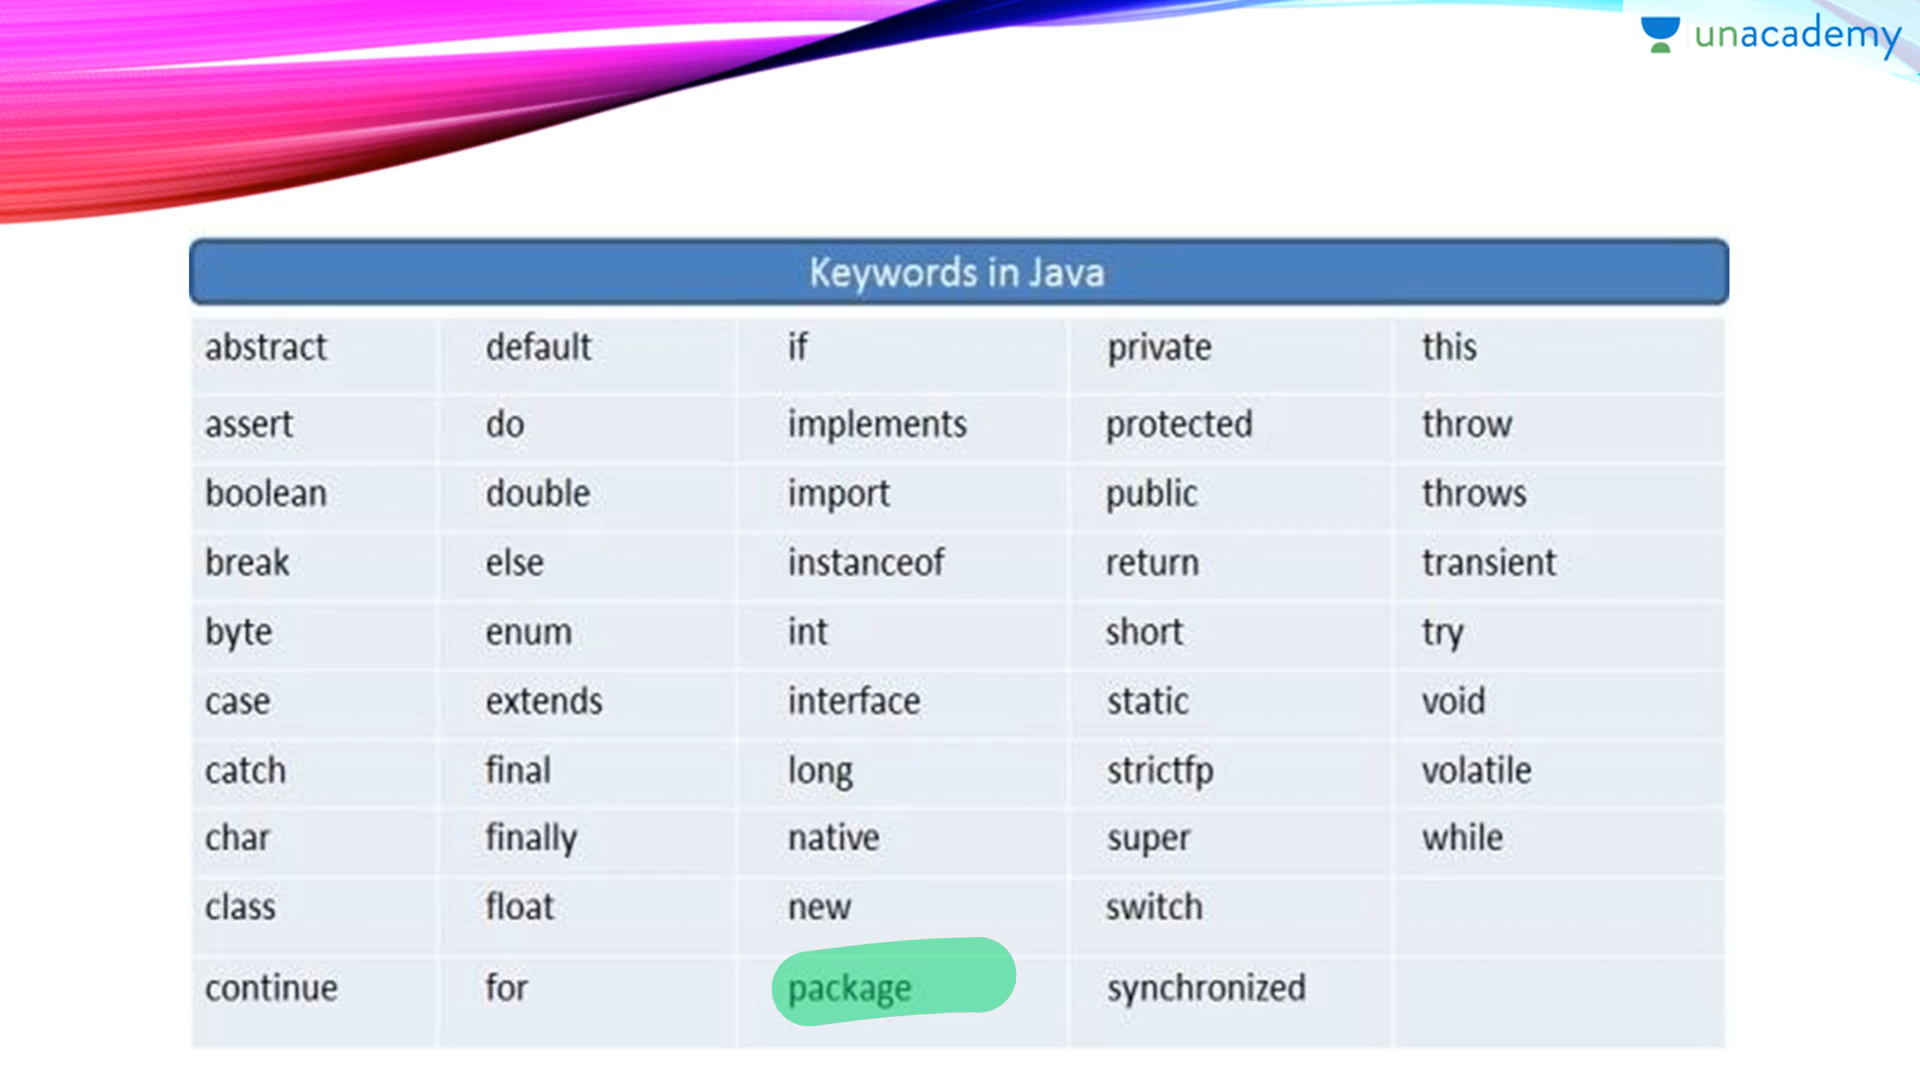 unacademy
Keywords in Java
abstract default if private this
assert do implements protected throw
boolean double import public throws
break else instanceof return transient
byte enum int short try
case extends interface static void
catch final long strictfp volatile
char finally native super while
class float new switch
continue for package synchronized